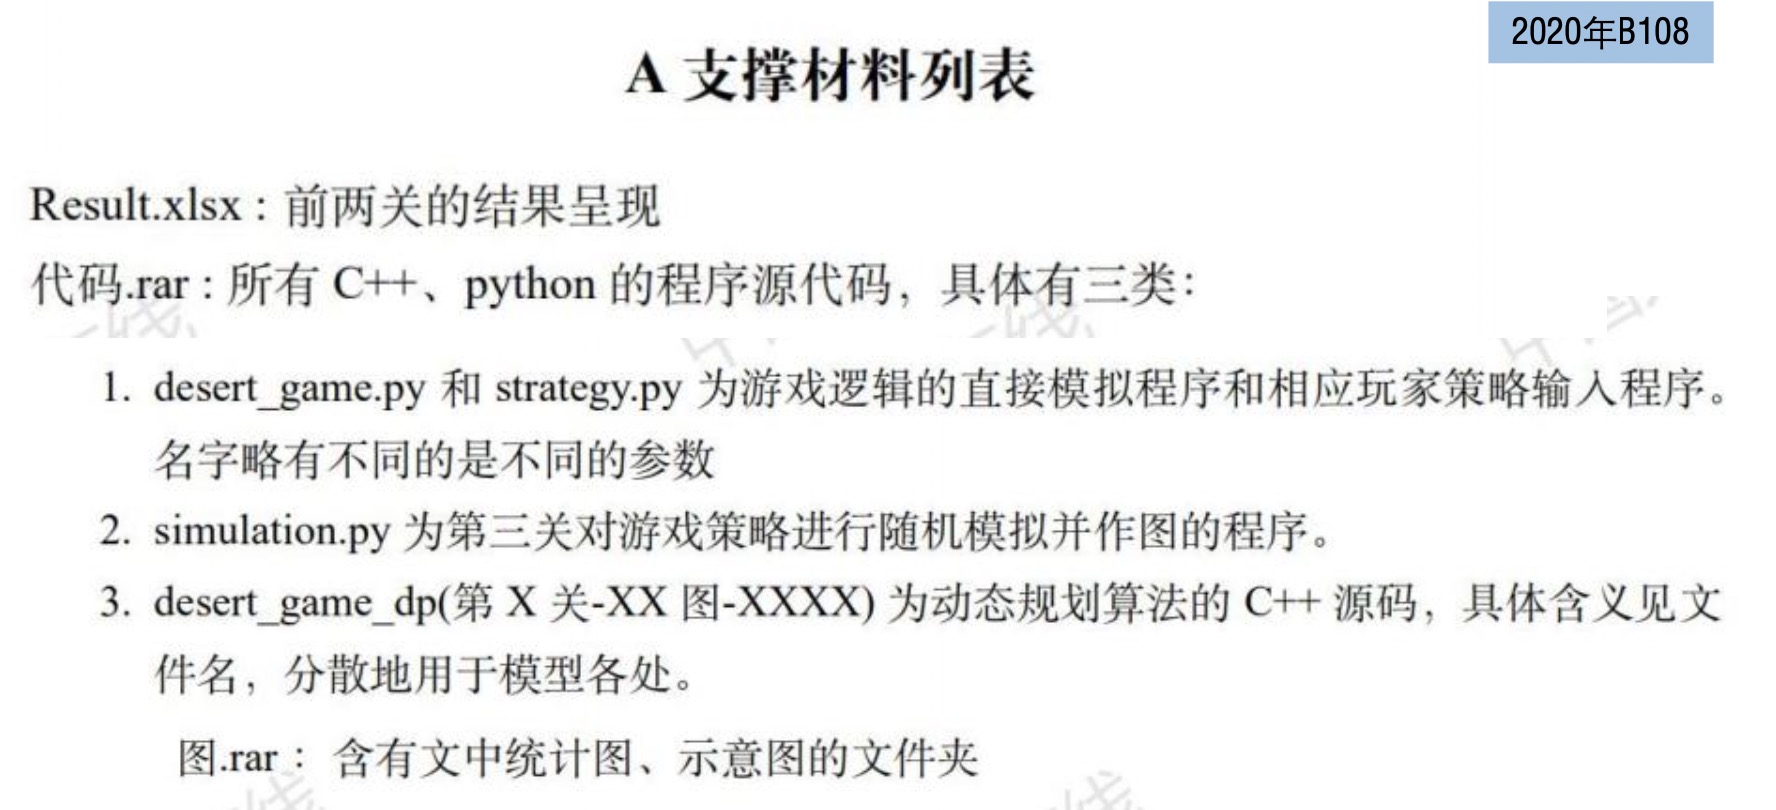 2020年B108
A 支撑材料列表
Result.xlsx : 前两关的结果呈现
代码.rar : 所有 C++、python 的程序源代码，具体有三类：
1. desert_game.py 和 strategy.py 为游戏逻辑的直接模拟程序和相应玩家策略输入程序。
名字略有不同的是不同的参数
2. simulation.py 为第三关对游戏策略进行随机模拟并作图的程序。
3. desert_game_dp(第 X 关-XX 图-XXXX) 为动态规划算法的 C++ 源码，具体含义见文
件名，分散地用于模型各处。
图.rar： 含有文中统计图、示意图的文件夹